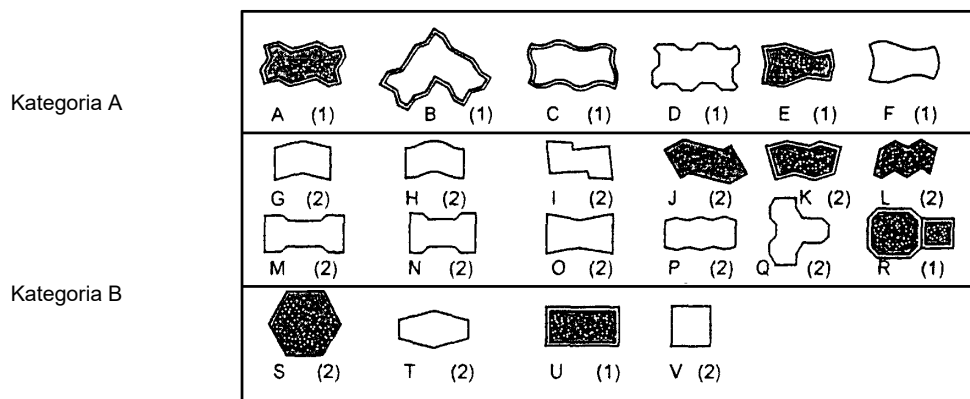 A (1) B (1) C (1) D (1) E (1) F (1)
Kategoria A
G (2) H (2) I (2) J (2) K (2) L (2)
M (2) N (2) O (2) P (2) Q (2) R (1)
Kategoria B
S (2) T (2) U (1) V (2)